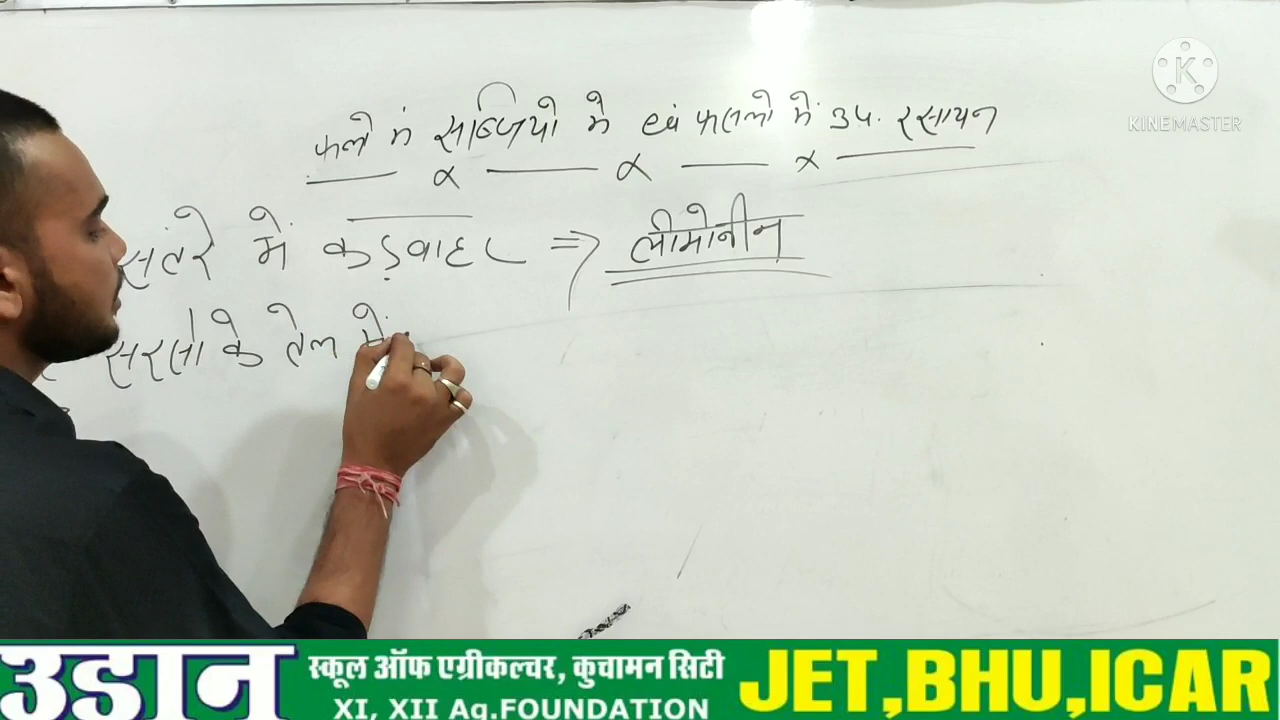 KINEMASTER
फलो में सब्जियो मे एवं फसलो में उप. रसायन
संतरे में कड़वाहट ⇒ लीमोनीन
सरसो के तेल में
उडान
स्कूल ऑफ एग्रीकल्चर, कुचामन सिटी
XI, XII Ag.FOUNDATION
JET,BHU,ICAR